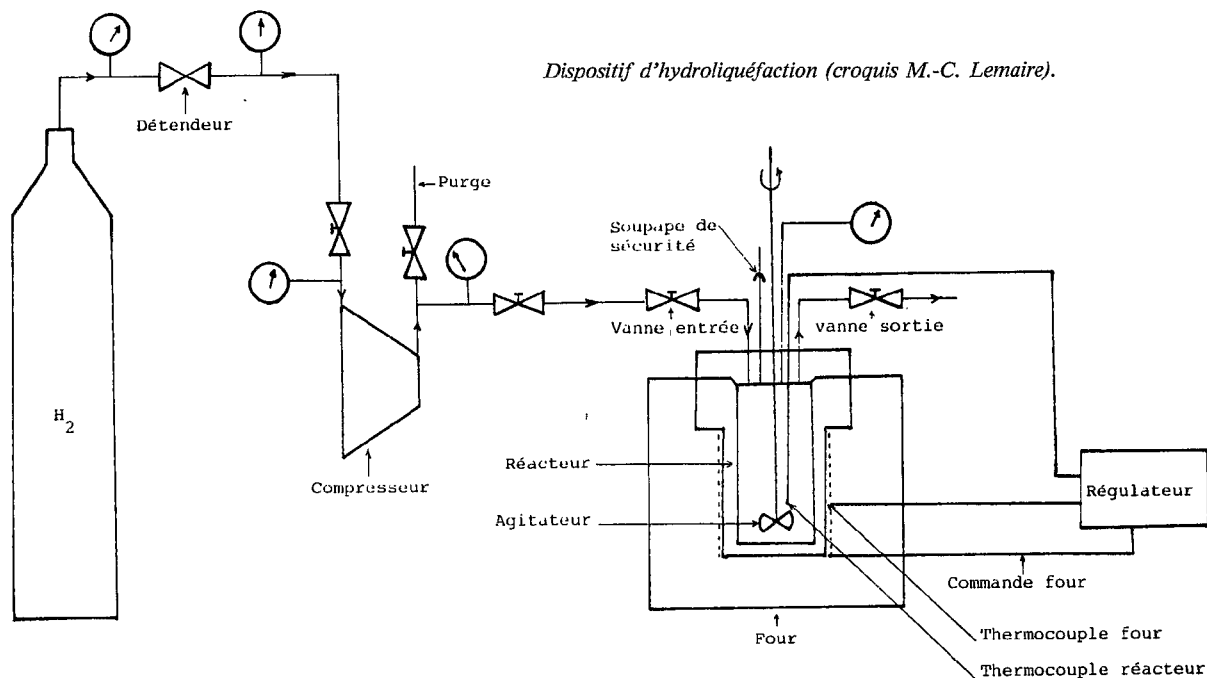 Dispositif d'hydroliquéfaction (croquis M.-C. Lemaire).
Détendeur
Purge
Soupape de
sécurité
Vanne entrée
vanne sortie
H2
Compresseur
Réacteur
Régulateur
Agitateur
Commande four
Four
Thermocouple four
Thermocouple réacteur